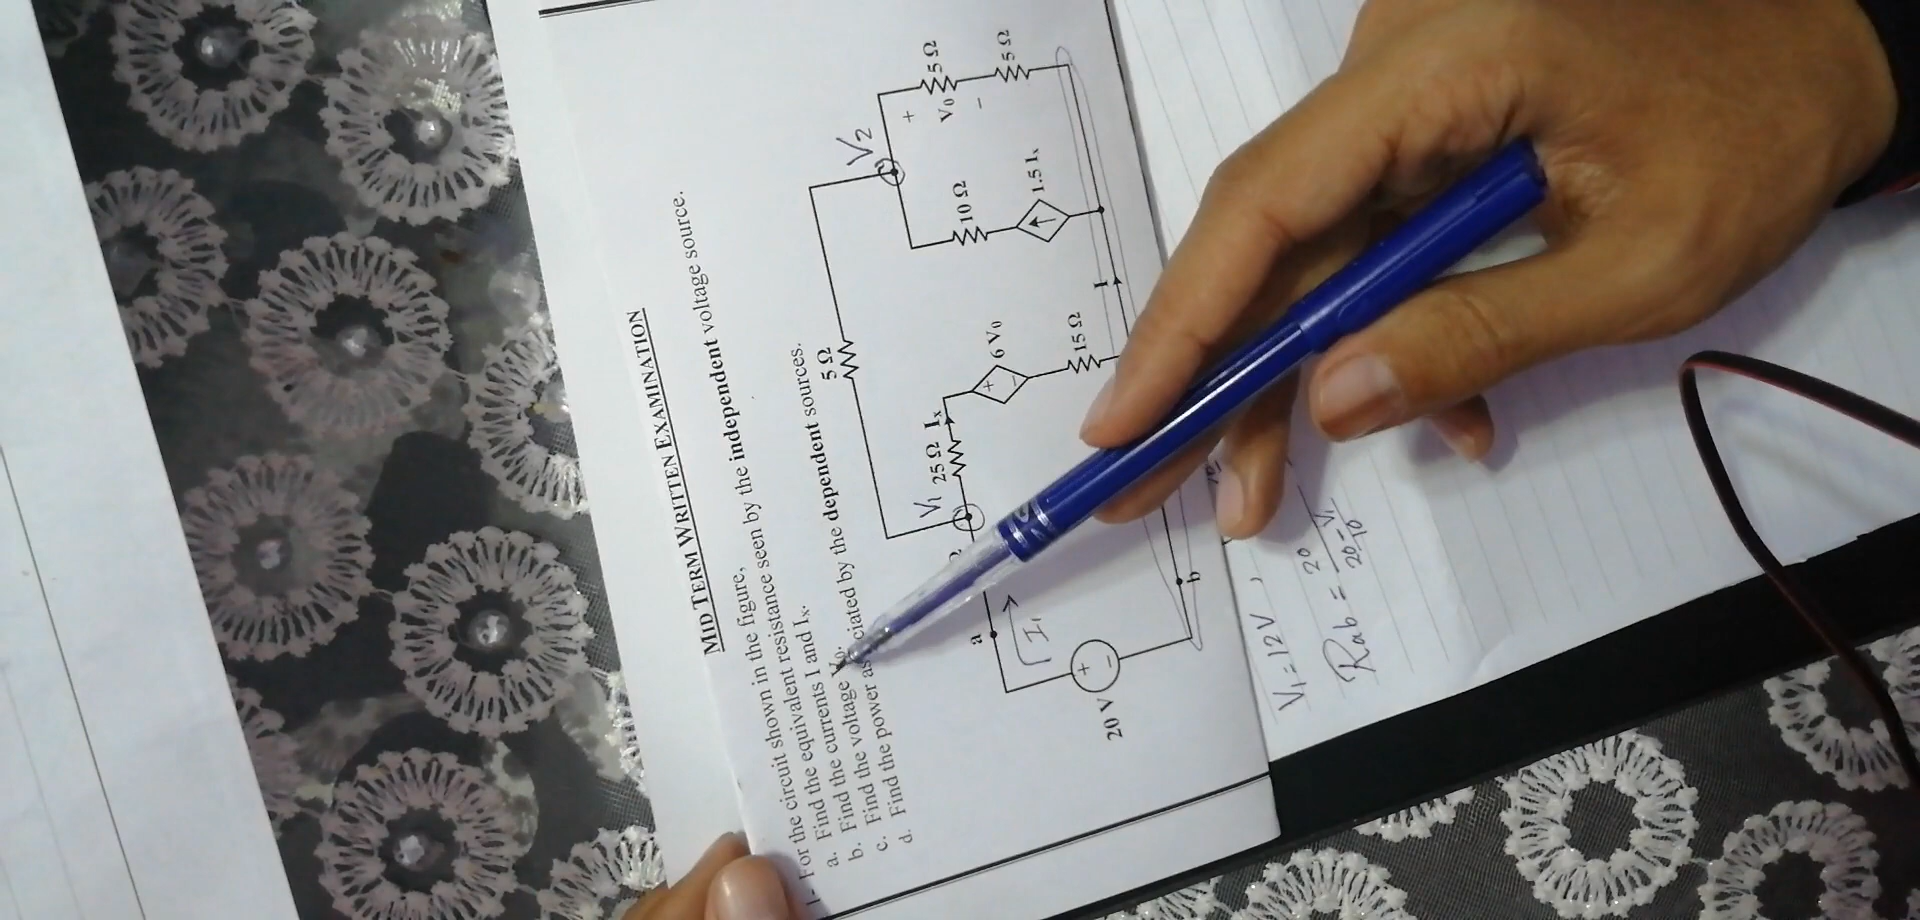 MID TERM WRITTEN EXAMINATION
1- For the circuit shown in the figure,
a. Find the equivalent resistance seen by the independent voltage source.
b. Find the currents I and Ix.
c. Find the voltage V0.
d. Find the power ciated by the dependent sources.
5 Ω
V2
V1
25 Ω
Ix
+
10 Ω
+
5 Ω
V0
-
a
I1
+
6 V0
-
1.5 Ix
5 Ω
20 V
+
-
15 Ω
I
b
V1 = 12V ,
Rab = 20
20 - V1
10